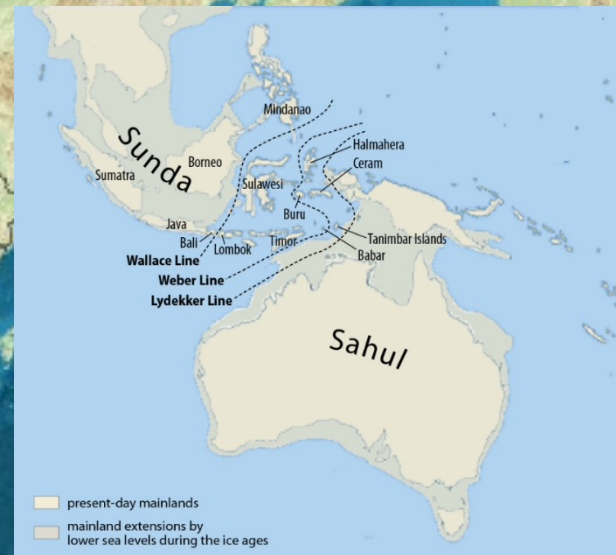 Mindanao
Halmahera
Ceram
Sunda
Borneo
Sumatra
Sulawesi
Buru
Java
Bali
Lombok
Timor
Tanimbar Islands
Babar
Wallace Line
Weber Line
Lydekker Line
Sahul
present-day mainlands
mainland extensions by
lower sea levels during the ice ages